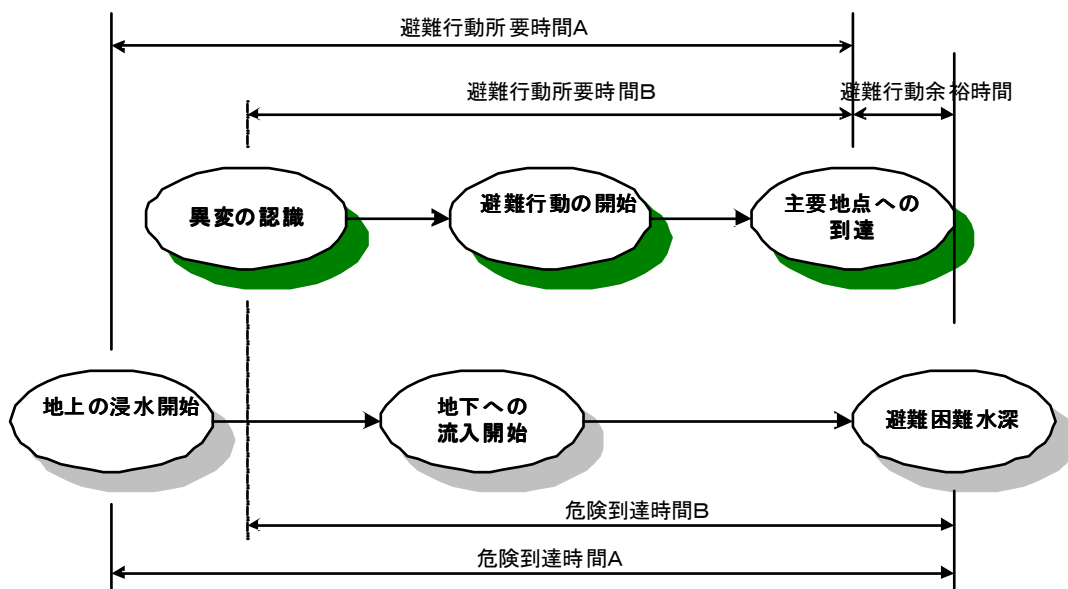 避難行動所要時間A
避難行動所要時間B
避難行動余裕時間
異変の認識
避難行動の開始
主要地点への
到達
地上の浸水開始
地下への
流入開始
避難困難水深
危険到達時間B
危険到達時間A